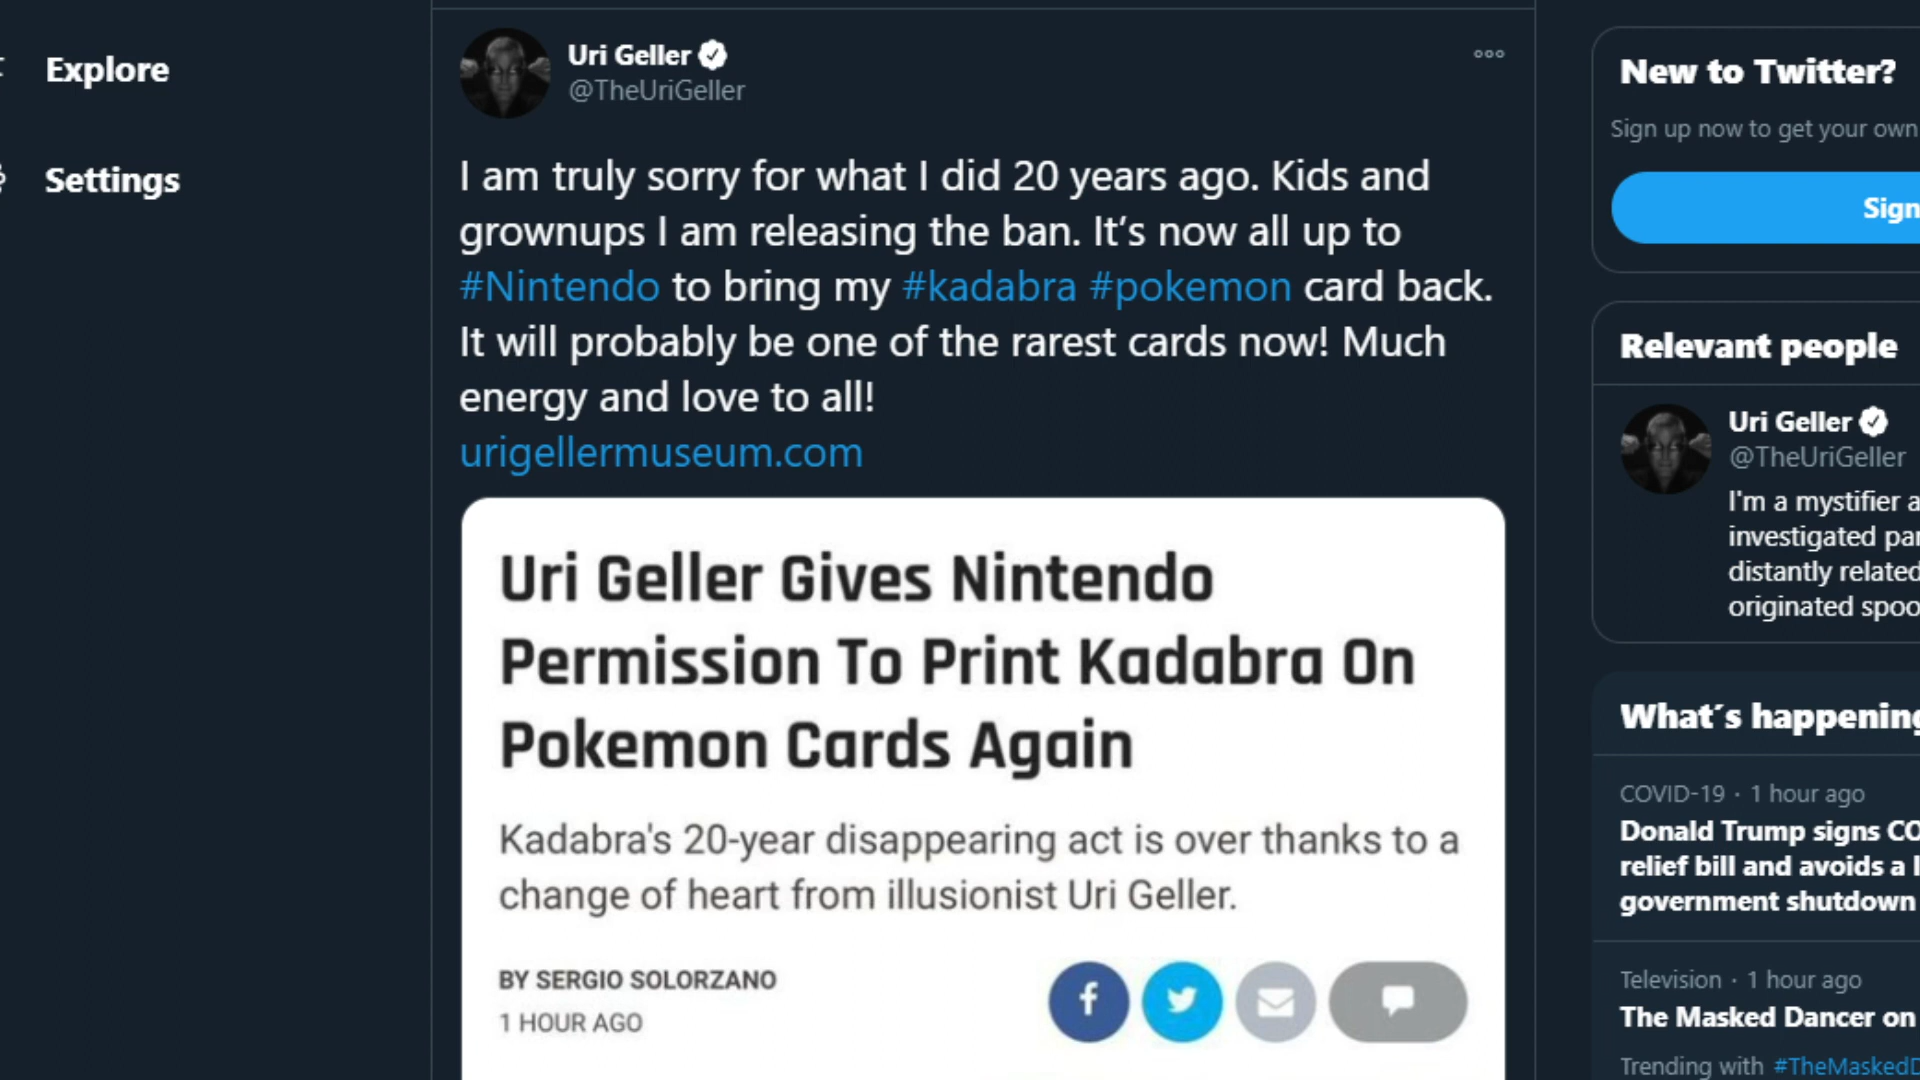 Explore
Settings
Uri Geller
@TheUriGeller
I am truly sorry for what I did 20 years ago. Kids and
grownups I am releasing the ban. It’s now all up to
#Nintendo to bring my #kadabra #pokemon card back.
It will probably be one of the rarest cards now! Much
energy and love to all!
urigellermuseum.com
Uri Geller Gives Nintendo
Permission To Print Kadabra On
Pokemon Cards Again
Kadabra's 20-year disappearing act is over thanks to a
change of heart from illusionist Uri Geller.
BY SERGIO SOLORZANO
1 HOUR AGO
New to Twitter?
Sign up now to get your own
Sign
Relevant people
Uri Geller
@TheUriGeller
I'm a mystifier a
investigated par
distantly related
originated spoo
What´s happening
COVID-19 · 1 hour ago
Donald Trump signs CO
relief bill and avoids a
government shutdown
Television · 1 hour ago
The Masked Dancer on
Trending with #TheMaskedD